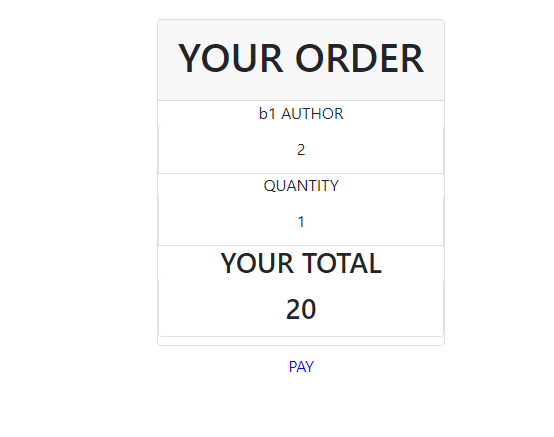 YOUR ORDER
b1 AUTHOR
2
QUANTITY
1
YOUR TOTAL
20
PAY